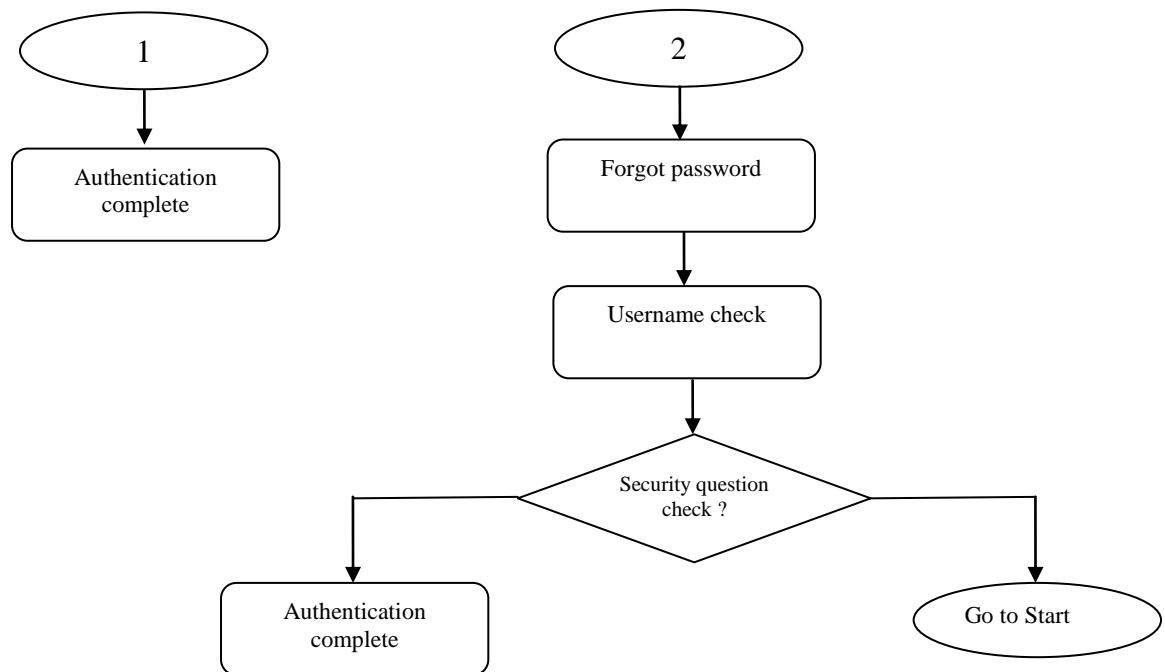 1
Authentication
complete
2
Forgot password
Username check
Security question
check ?
Authentication
complete
Go to Start